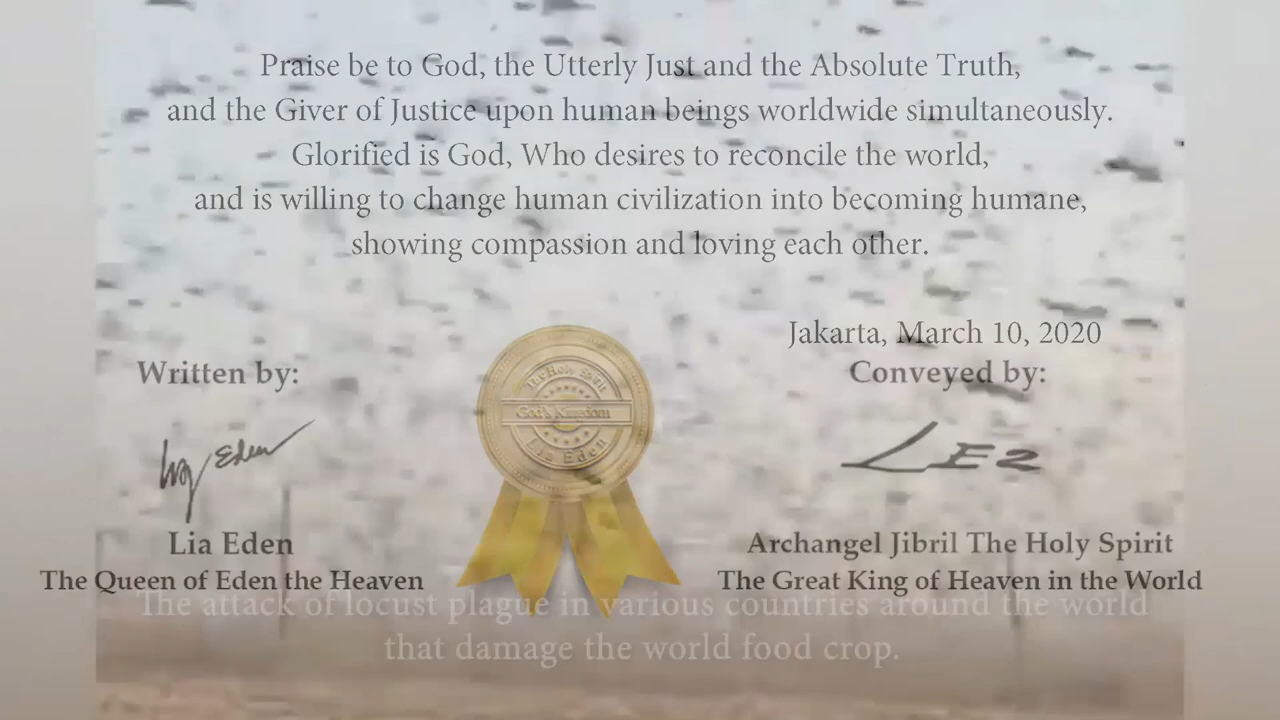 Praise be to God, the Utterly Just and the Absolute Truth,
and the Giver of Justice upon human beings worldwide simultaneously.
Glorified is God, Who desires to reconcile the world,
and is willing to change human civilization into becoming humane,
showing compassion and loving each other.
Jakarta, March 10, 2020
Written by:
Conveyed by:
The Holy Spirit
God's Kingdom
Lia Eden
Eden
LE2
Lia Eden
Archangel Jibril The Holy Spirit
The Queen of Eden the Heaven
The Great King of Heaven in the World
The attack of locust plague in various countries around the world
that damage the world food crop.